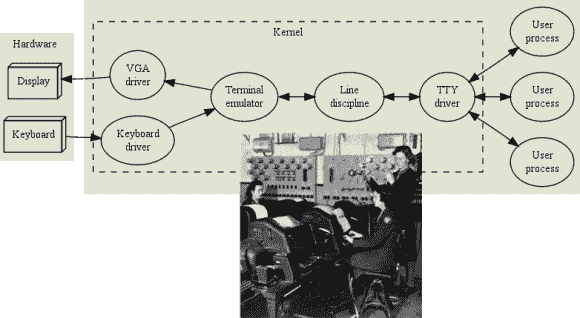 Hardware
Display
Keyboard
Kernel
VGA
driver
Keyboard
driver
Terminal
emulator
Line
discipline
TTY
driver
User
process
User
process
User
process